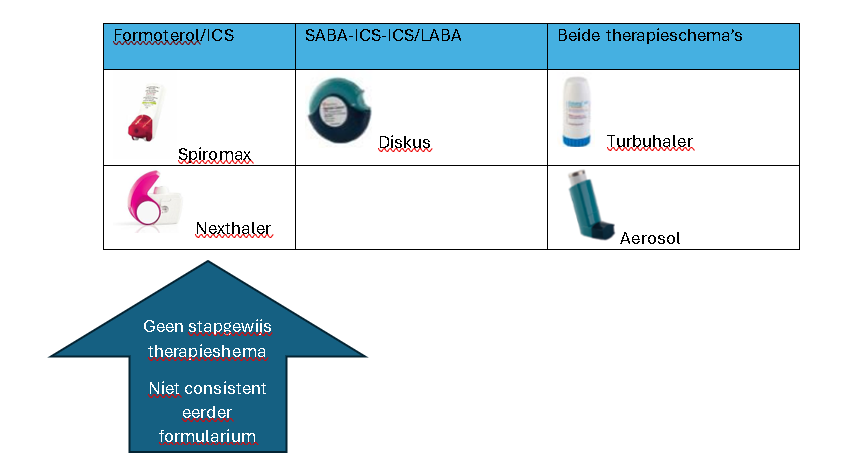 Formoterol/ICS
SABA-ICS-ICS/LABA
Beide therapieschema’s
Spiromax
Diskus
Turbuhaler
Nexthaler
Aerosol
Geen stapgewijs
therapieshema
Niet consistent
eerder
formularium